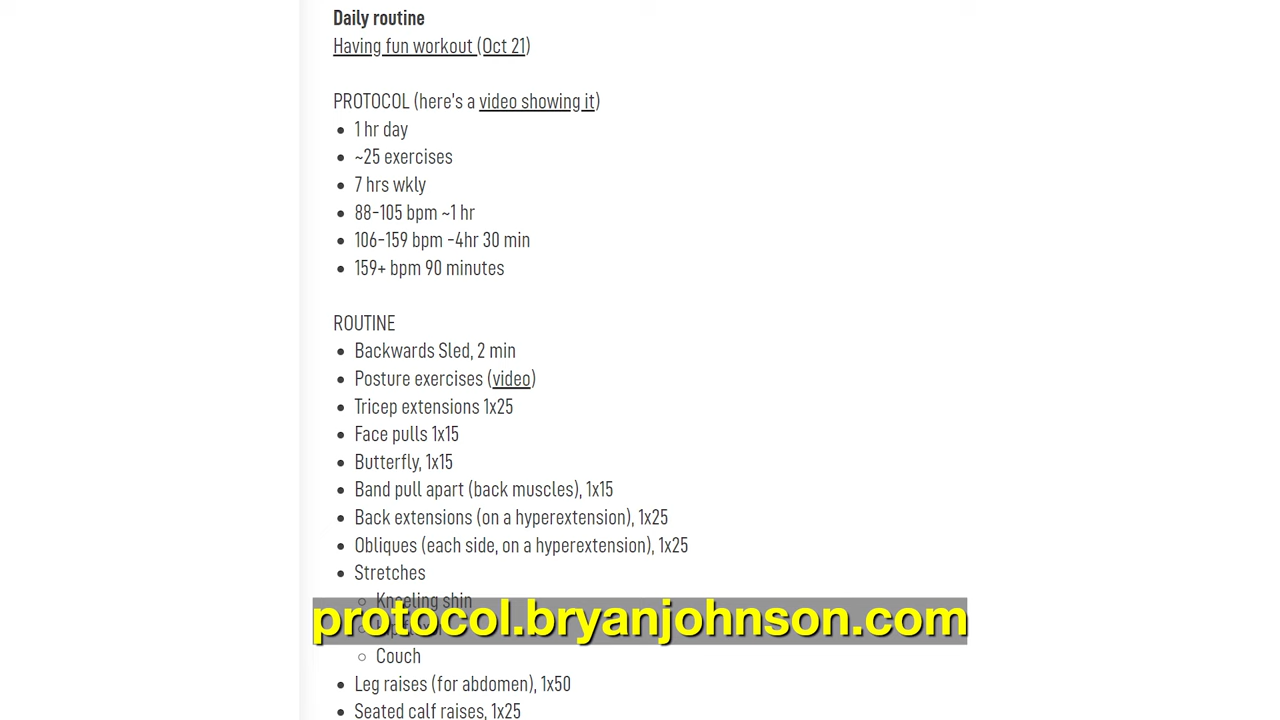 Daily routine
Having fun workout (Oct 21)
PROTOCOL (here's a video showing it)
• 1 hr day
• ~25 exercises
• 7 hrs wkly
• 88-105 bpm ~1 hr
• 106-159 bpm ~4hr 30 min
• 159+ bpm 90 minutes
ROUTINE
• Backwards Sled, 2 min
• Posture exercises (video)
• Tricep extensions 1x25
• Face pulls 1x15
• Butterfly, 1x15
• Band pull apart (back muscles), 1x15
• Back extensions (on a hyperextension), 1x25
• Obliques (each side, on a hyperextension), 1x25
• Stretches
○ Kneeling shin
protocol.bryanjohnson.com
○ Couch
• Leg raises (for abdomen), 1x50
• Seated calf raises, 1x25